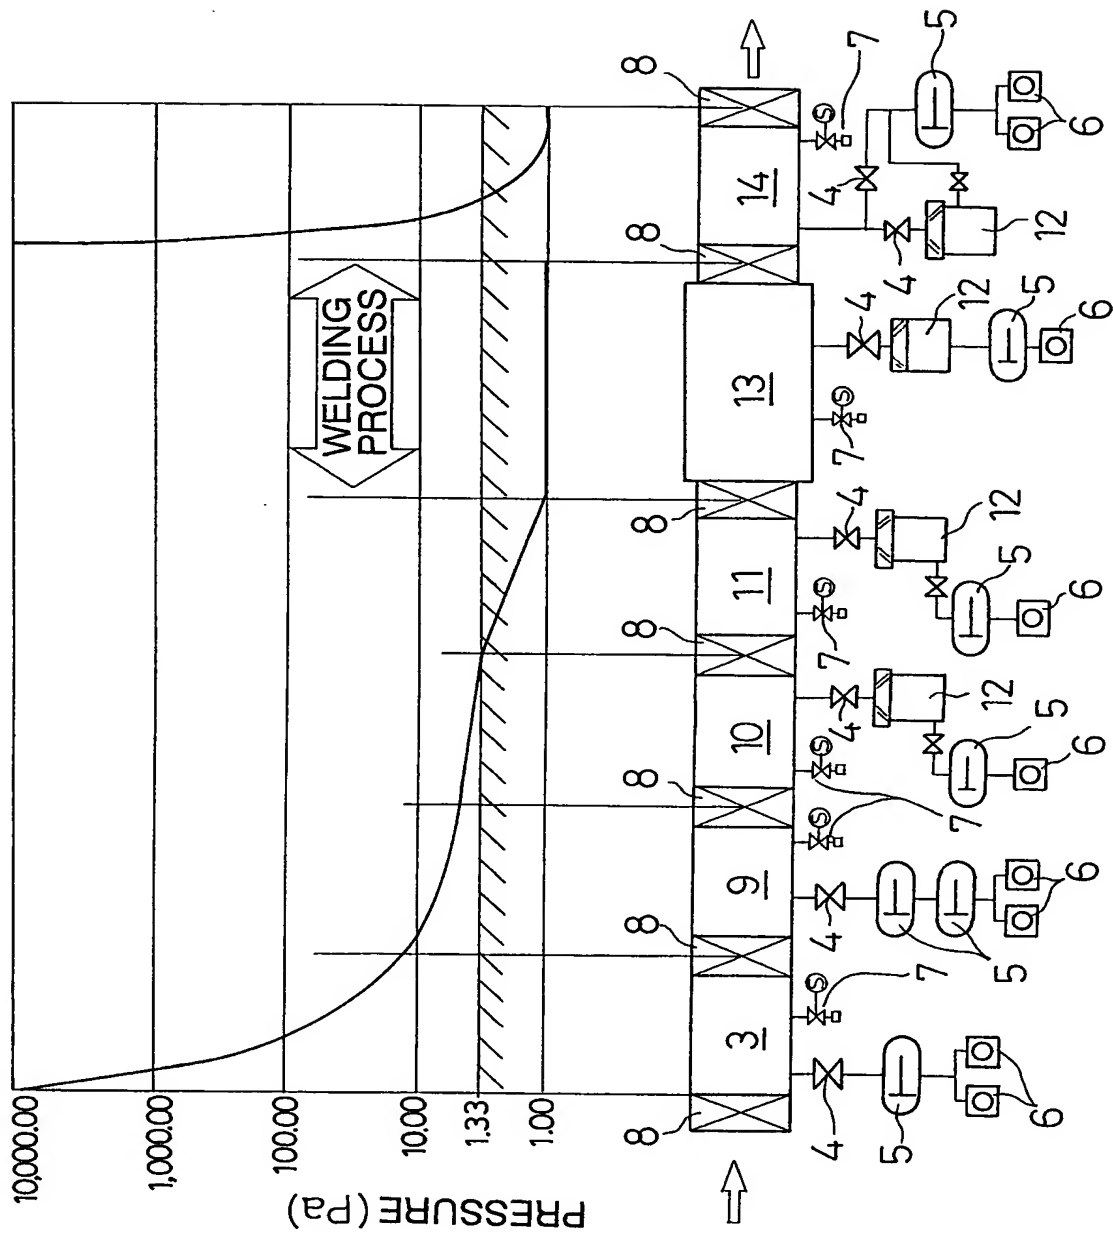 10,000.00
1,000.00
100.00
WELDING
PROCESS
10.00
1.33
1.00
PRESSURE (Pa)
8 8 8 8 8 8 8
3 9 10 11 13 14
S S S S S S
4 4 4 7 4 7 4 4 7
5 7 7 12 12 12 4 5
5 5 5 5 12
6 6 6 6 6 6